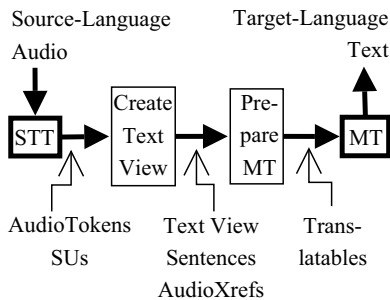 Source-Language
Audio
Target-Language
Text
STT
Create
Text
View
Pre-
pare
MT
MT
AudioTokens
SUs
Text View
Sentences
AudioXrefs
Trans-
latables